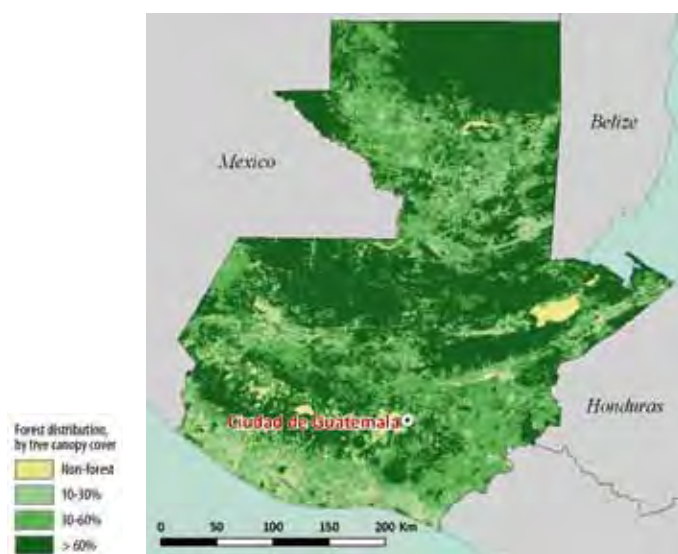 Belize
Mexico
Honduras
Ciudad de Guatemala
Forest distribution,
by tree canopy cover
Non-forest
10-30%
30-60%
> 60%
0 50 100 150 200 Km